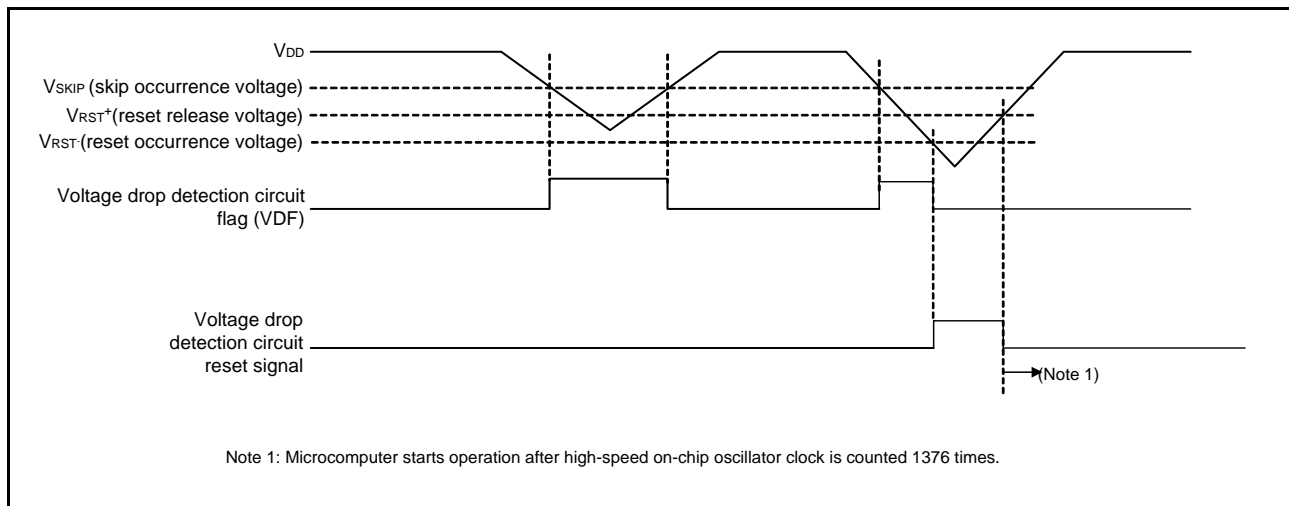 VDD
VSKIP (skip occurrence voltage)
VRST+(reset release voltage)
VRST-(reset occurrence voltage)
Voltage drop detection circuit
flag (VDF)
Voltage drop
detection circuit
reset signal
(Note 1)
Note 1: Microcomputer starts operation after high-speed on-chip oscillator clock is counted 1376 times.